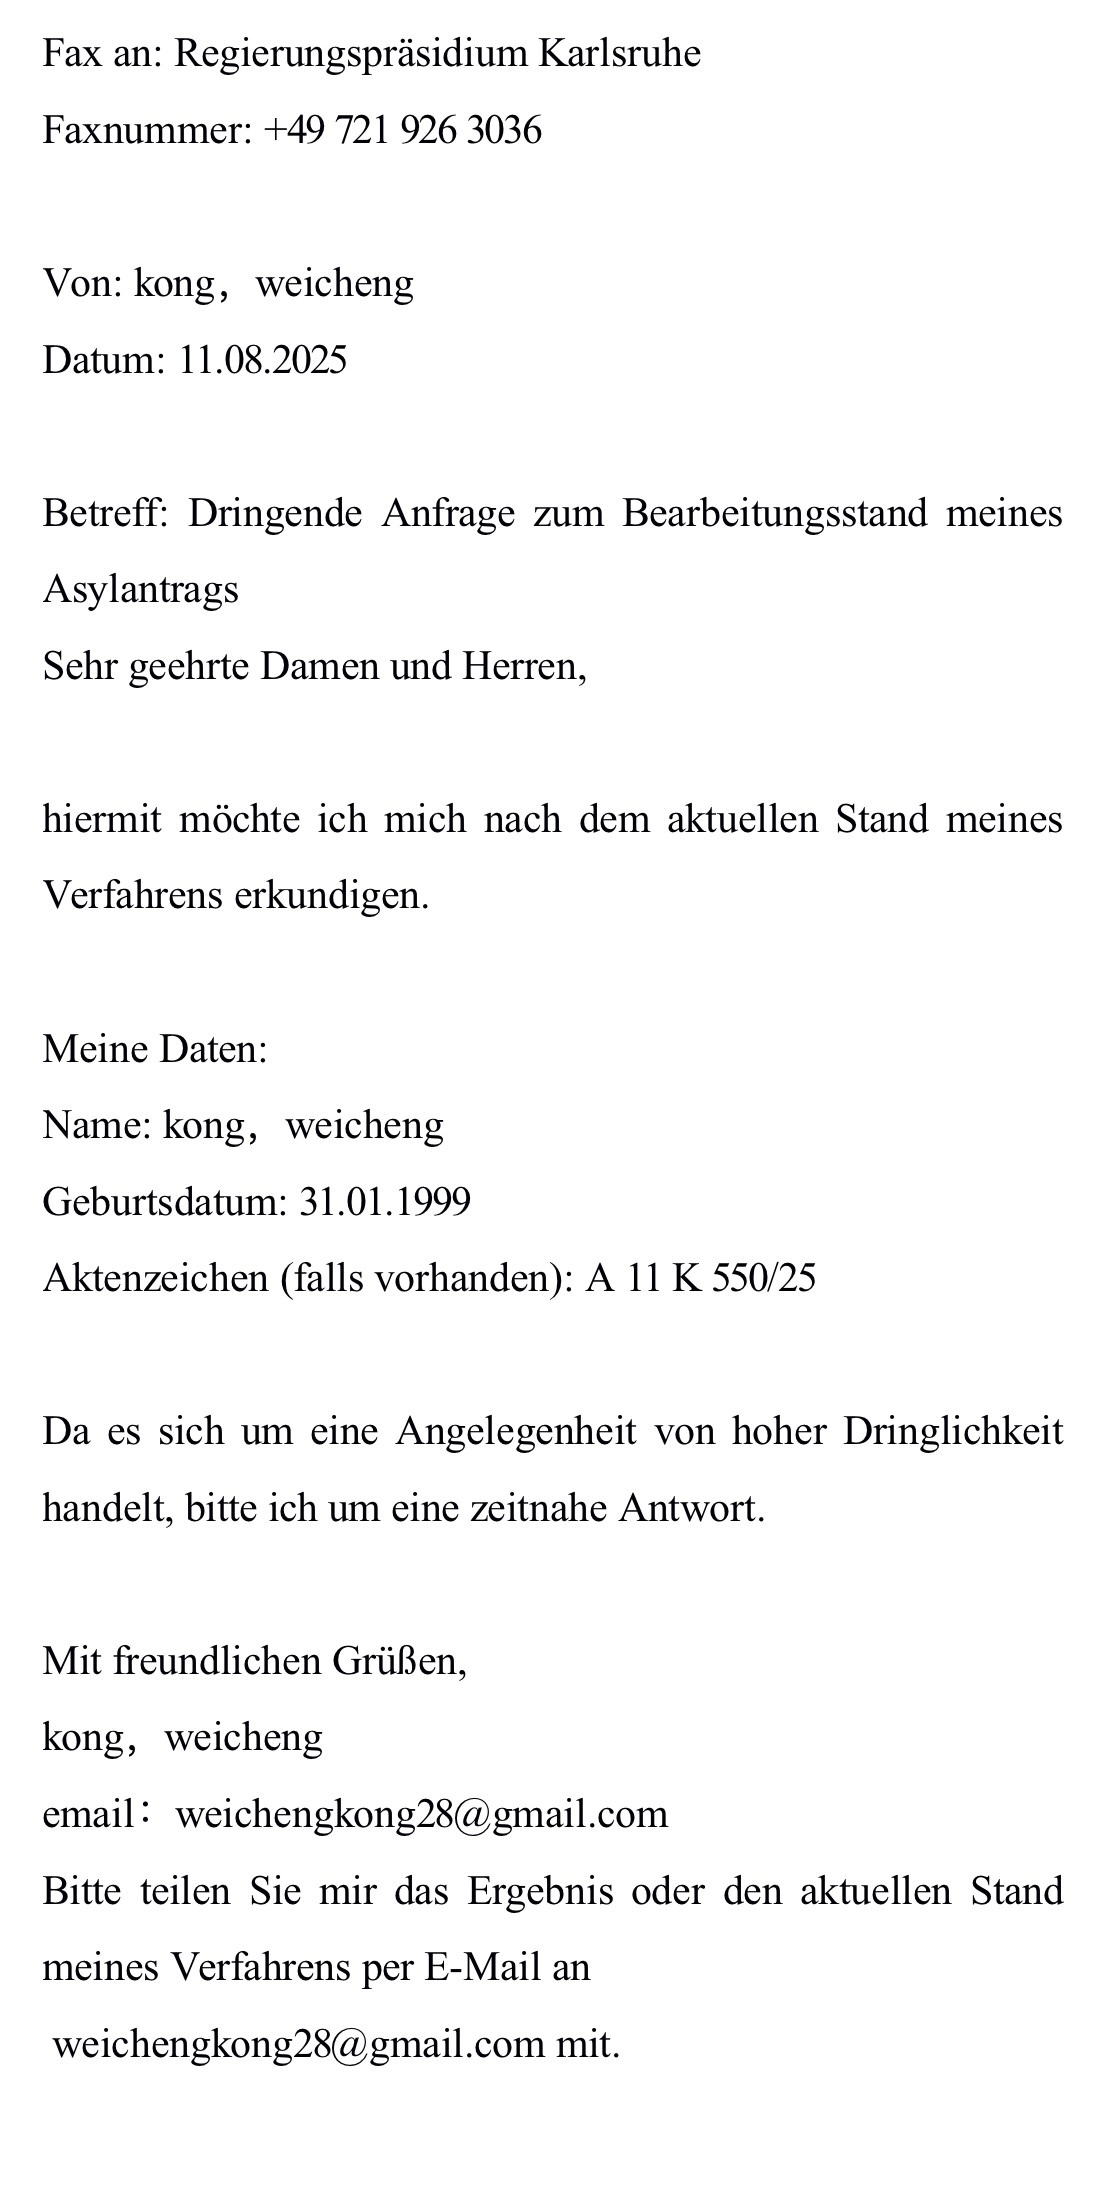 Fax an: Regierungspräsidium Karlsruhe
Faxnummer: +49 721 926 3036
Von: kong，weicheng
Datum: 11.08.2025
Betreff: Dringende Anfrage zum Bearbeitungsstand meines
Asylantrags
Sehr geehrte Damen und Herren,
hiermit möchte ich mich nach dem aktuellen Stand meines
Verfahrens erkundigen.
Meine Daten:
Name: kong，weicheng
Geburtsdatum: 31.01.1999
Aktenzeichen (falls vorhanden): A 11 K 550/25
Da es sich um eine Angelegenheit von hoher Dringlichkeit
handelt, bitte ich um eine zeitnahe Antwort.
Mit freundlichen Grüßen,
kong，weicheng
email：weichengkong28@gmail.com
Bitte teilen Sie mir das Ergebnis oder den aktuellen Stand
meines Verfahrens per E-Mail an
weichengkong28@gmail.com mit.